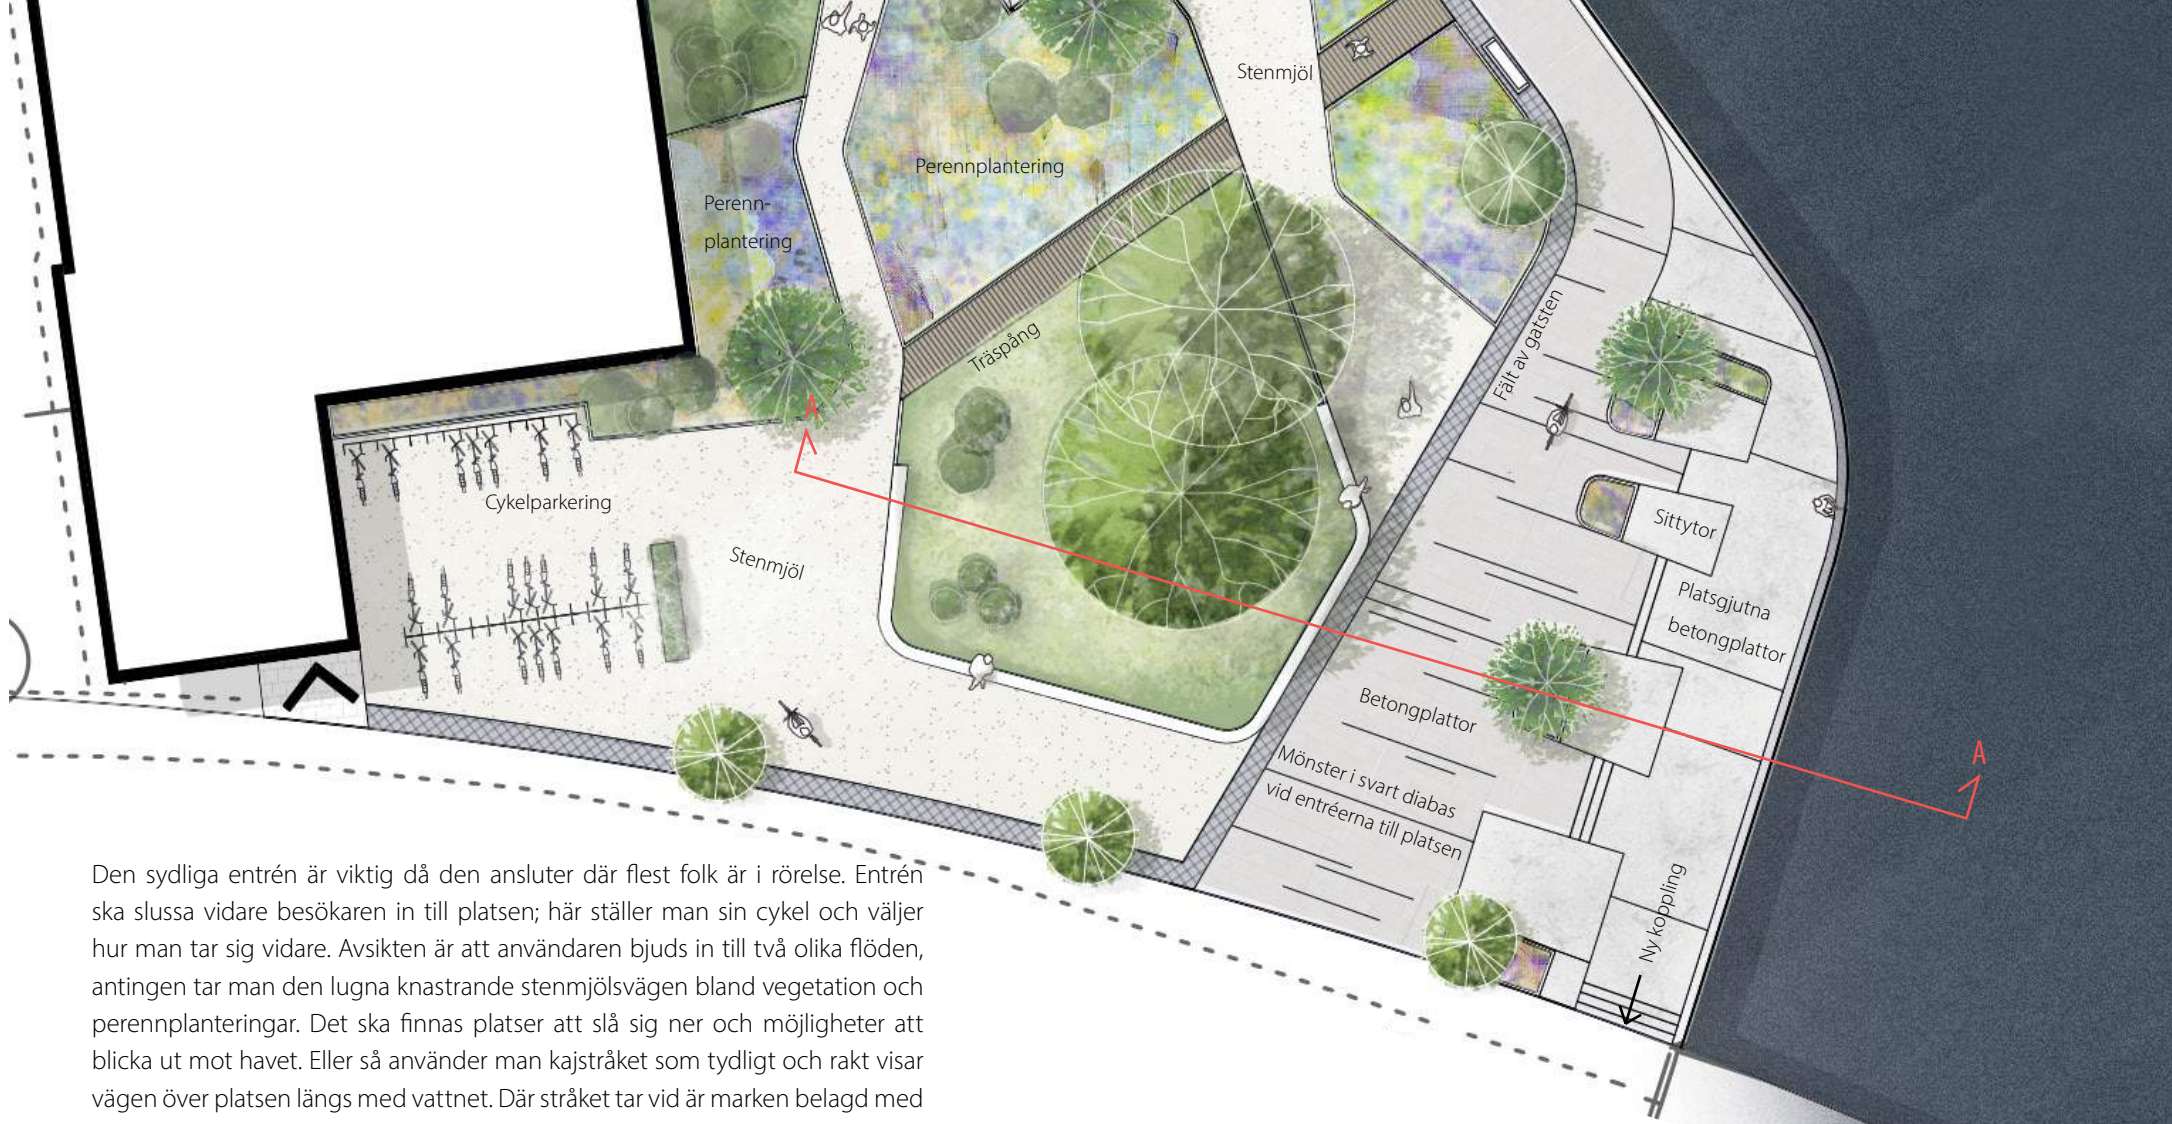 Stenmjöl
Perennplantering
Perenn-
plantering
Träspång
Fält av gatsten
A
Cykelparkering
Stenmjöl
Sittytor
Platsgjutna
betongplattor
Betongplattor
A
Mönster i svart diabas
vid entréerna till platsen
Ny koppling
Den sydliga entrén är viktig då den ansluter där flest folk är i rörelse. Entrén
ska slussa vidare besökaren in till platsen; här ställer man sin cykel och väljer
hur man tar sig vidare. Avsikten är att användaren bjuds in till två olika flöden,
antingen tar man den lugna knastrande stenmjölsvägen bland vegetation och
perennplanteringar. Det ska finnas platser att slå sig ner och möjligheter att
blicka ut mot havet. Eller så använder man kajstråket som tydligt och rakt visar
vägen över platsen längs med vattnet. Där stråket tar vid är marken belagd med